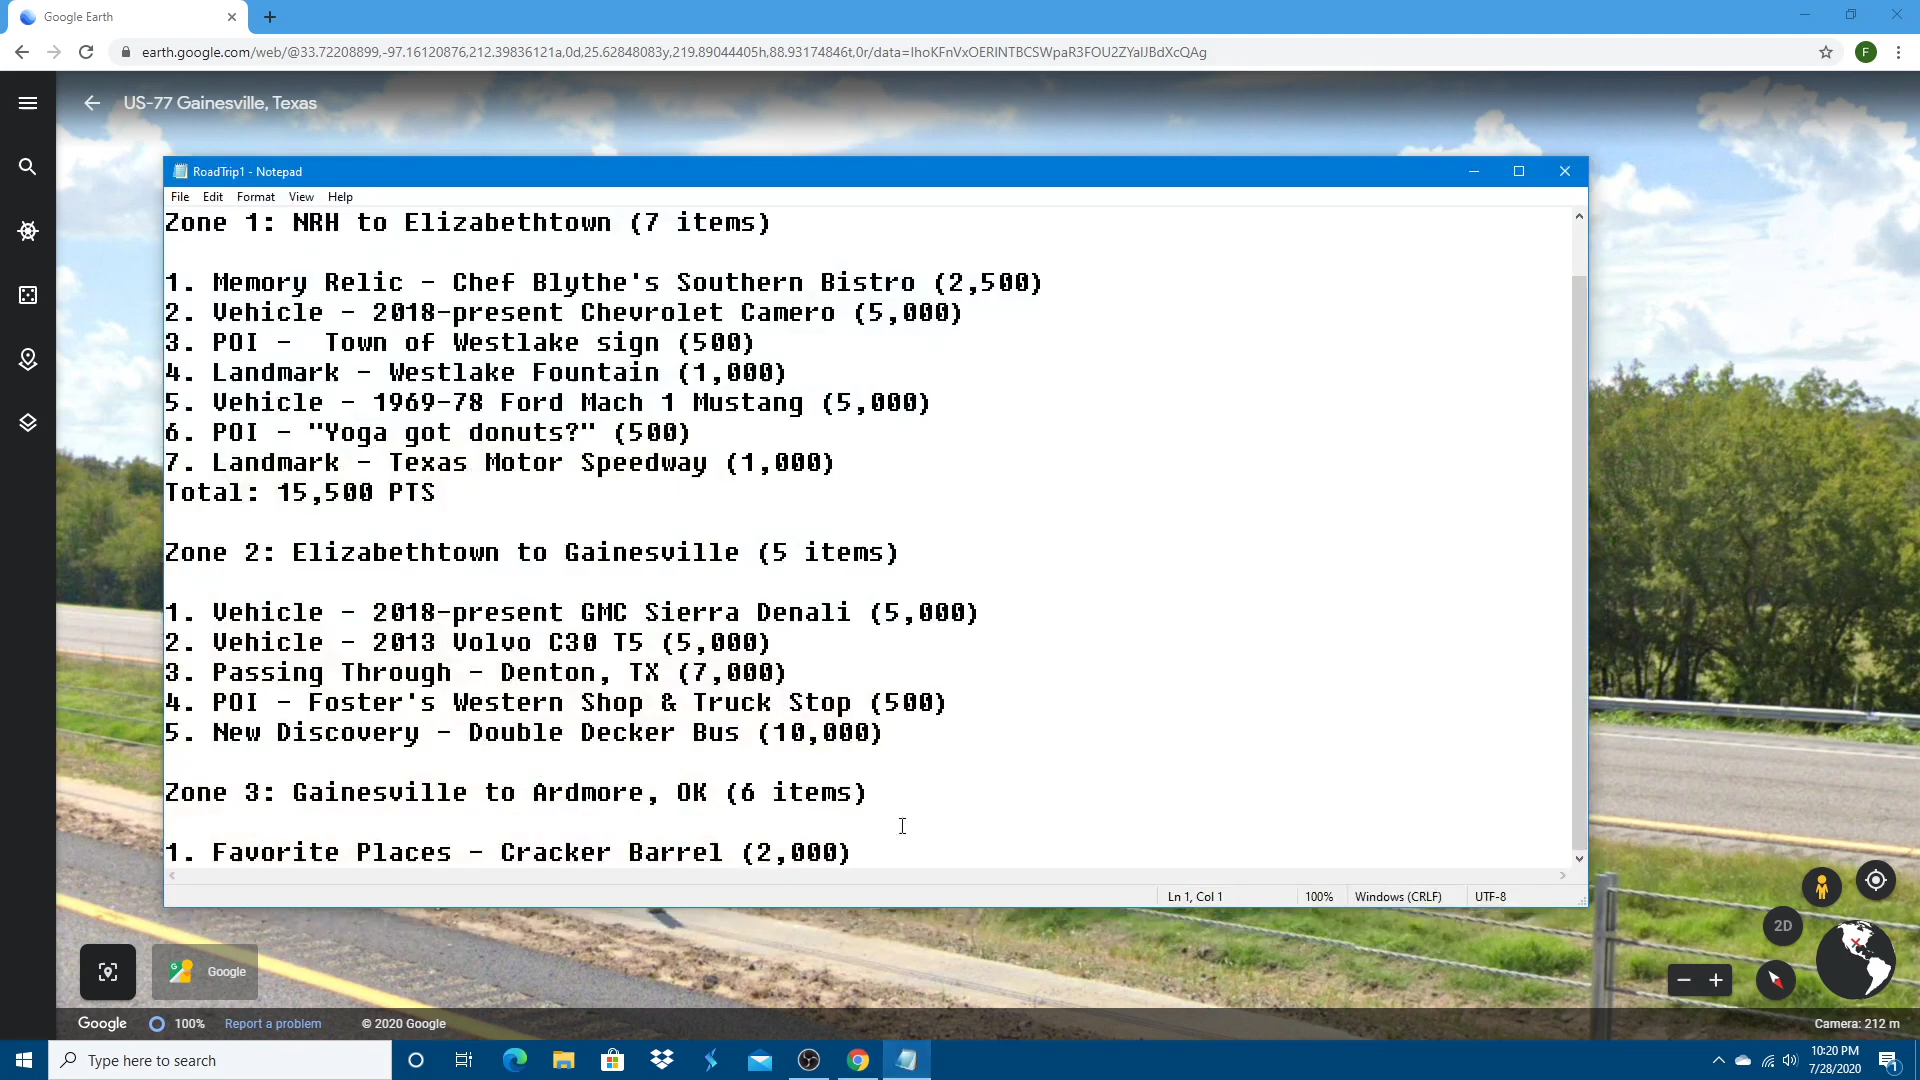 Google Earth
earth.google.com/web/@33.72208899,-97.16120876,212.39836121a,0d,25.62848083y,219.89044405h,88.93174846t,0r/data=IhoKFnVxOERINTBCSWpaR3FOU2ZYalJBdXcQAg
F
US-77 Gainesville, Texas
RoadTrip1 - Notepad
File Edit Format View Help
Zone 1: NRH to Elizabethtown (7 items)
1. Memory Relic - Chef Blythe's Southern Bistro (2,500)
2. Vehicle - 2018-present Chevrolet Camero (5,000)
3. POI -  Town of Westlake sign (500)
4. Landmark - Westlake Fountain (1,000)
5. Vehicle - 1969-78 Ford Mach 1 Mustang (5,000)
6. POI - "Yoga got donuts?" (500)
7. Landmark - Texas Motor Speedway (1,000)
Total: 15,500 PTS
Zone 2: Elizabethtown to Gainesville (5 items)
1. Vehicle - 2018-present GMC Sierra Denali (5,000)
2. Vehicle - 2013 Volvo C30 T5 (5,000)
3. Passing Through - Denton, TX (7,000)
4. POI - Foster's Western Shop & Truck Stop (500)
5. New Discovery - Double Decker Bus (10,000)
Zone 3: Gainesville to Ardmore, OK (6 items)
1. Favorite Places - Cracker Barrel (2,000)
Ln 1, Col 1 100% Windows (CRLF) UTF-8
2D
Google
Google 100% Report a problem © 2020 Google Camera: 212 m
Type here to search
10:20 PM
7/28/2020
1